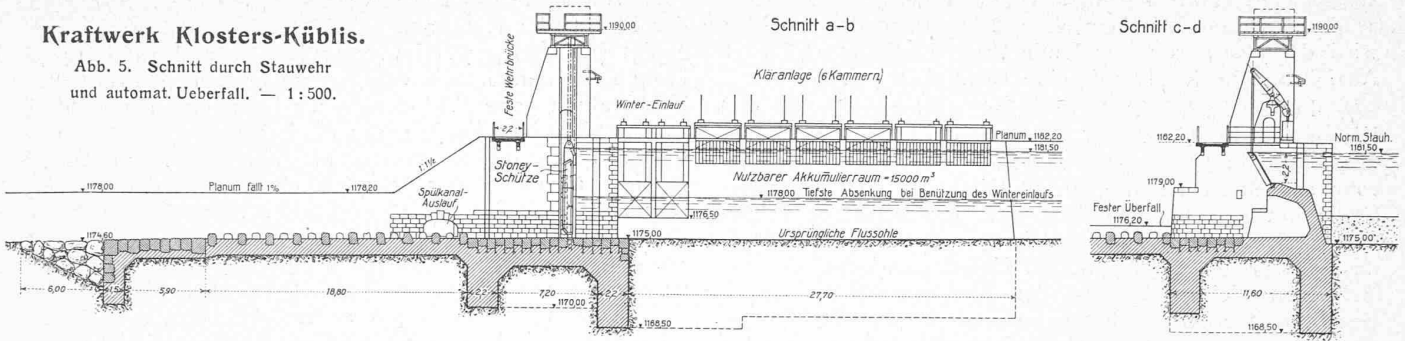 Kraftwerk Klosters-Küblis.
Abb. 5. Schnitt durch Stauwehr
und automat. Ueberfall. — 1:500.
Schnitt a-b
1190,00
Feste Wehrbrücke
2,2
Kläranlage (6 Kammern)
Winter-Einlauf
Planum 1182,20
1181,50
Stoney-
Schütze
1:1½
Nutzbarer Akkumulierraum = 15000 m³
1178,00 Tiefste Absenkung bei Benützung des Wintereinlaufs
1176,50
1178,00
Planum fällt 1%
1178,20
Spülkanal-
Auslauf
1174,60
1175,00
Ursprüngliche Flussohle
6,00
1,5
5,90
18,80
2,2
7,20
2,2
27,70
1170,00
1168,50
Schnitt c-d
1190,00
1182,20
Norm. Stauh.
1181,50
2,2
1179,00
Fester Überfall
1176,20
1175,00
11,60
1168,50